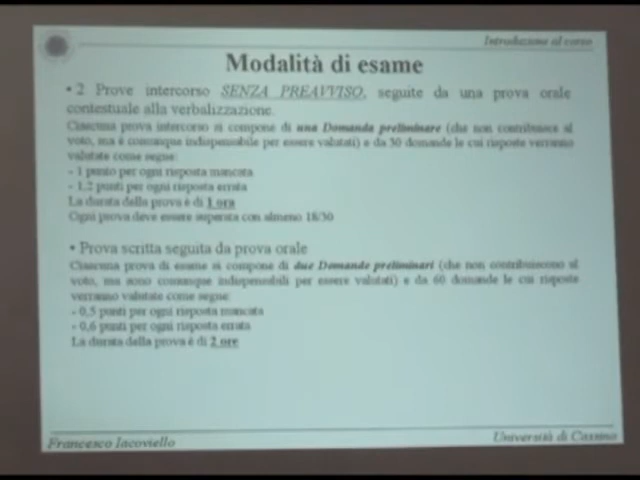 Introduzione al corso
Modalità di esame
• 2 Prove intercorso SENZA PREAVVISO, seguite da una prova orale
contestuale alla verbalizzazione.
Ciascuna prova intercorso si compone di una Domanda preliminare (che non contribuisce al
voto, ma è comunque indispensabile per essere valutati) e da 30 domande le cui risposte verranno
valutate come segue:
- 1 punto per ogni risposta mancata
- 1,2 punti per ogni risposta errata
La durata della prova è di 1 ora
Ogni prova deve essere superata con almeno 18/30
• Prova scritta seguita da prova orale
Ciascuna prova di esame si compone di due Domande preliminari (che non contribuiscono al
voto, ma sono comunque indispensabili per essere valutati) e da 60 domande le cui risposte
verranno valutate come segue:
- 0,5 punti per ogni risposta mancata
- 0,6 punti per ogni risposta errata
La durata della prova è di 2 ore
Francesco Iacoviello
Università di Cassino